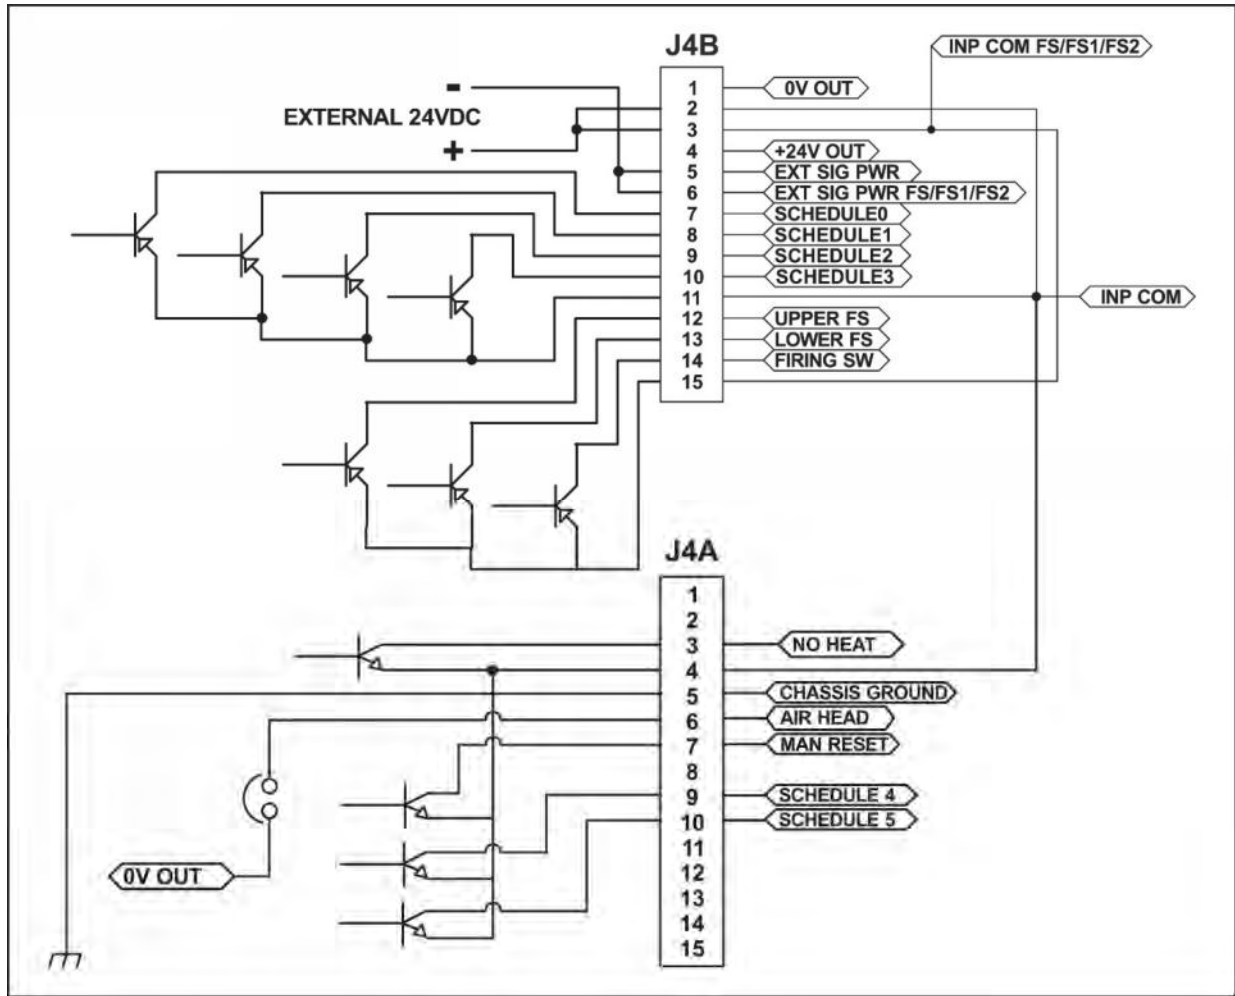 J4B
INP COM FS/FS1/FS2
-
EXTERNAL 24VDC
+
1 0V OUT
2
3
4 +24V OUT
5 EXT SIG PWR
6 EXT SIG PWR FS/FS1/FS2
7 SCHEDULE0
8 SCHEDULE1
9 SCHEDULE2
10 SCHEDULE3
11 INP COM
12 UPPER FS
13 LOWER FS
14 FIRING SW
15
J4A
1
2
3 NO HEAT
4
5 CHASSIS GROUND
6 AIR HEAD
7 MAN RESET
8
9 SCHEDULE 4
10 SCHEDULE 5
11
12
13
14
15
0V OUT